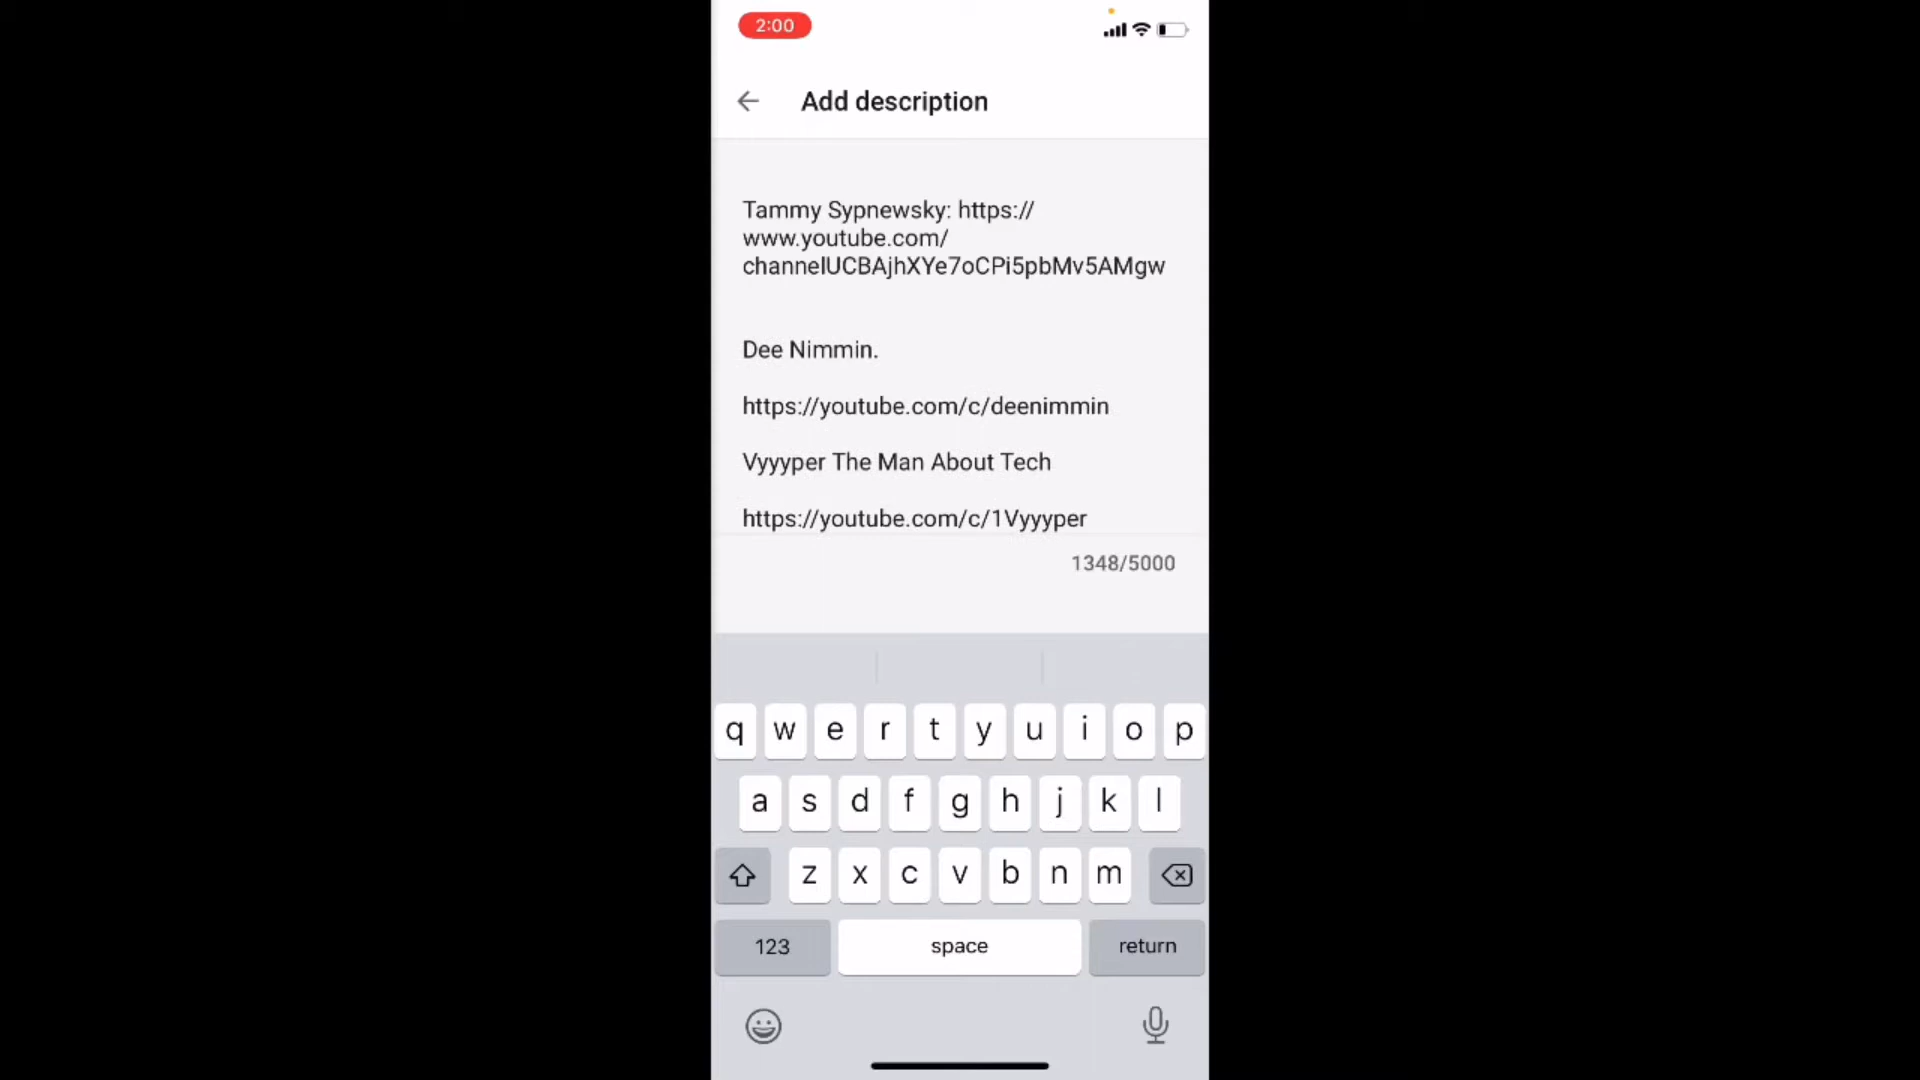 2:00
Add description
Tammy Sypnewsky: https://
www.youtube.com/
channelUCBAjhXYe7oCPi5pbMv5AMgw
Dee Nimmin.
https://youtube.com/c/deenimmin
Vyyyper The Man About Tech
https://youtube.com/c/1Vyyyper
1348/5000
q w e r t y u i o p
a s d f g h j k l
z x c v b n m
123 space return